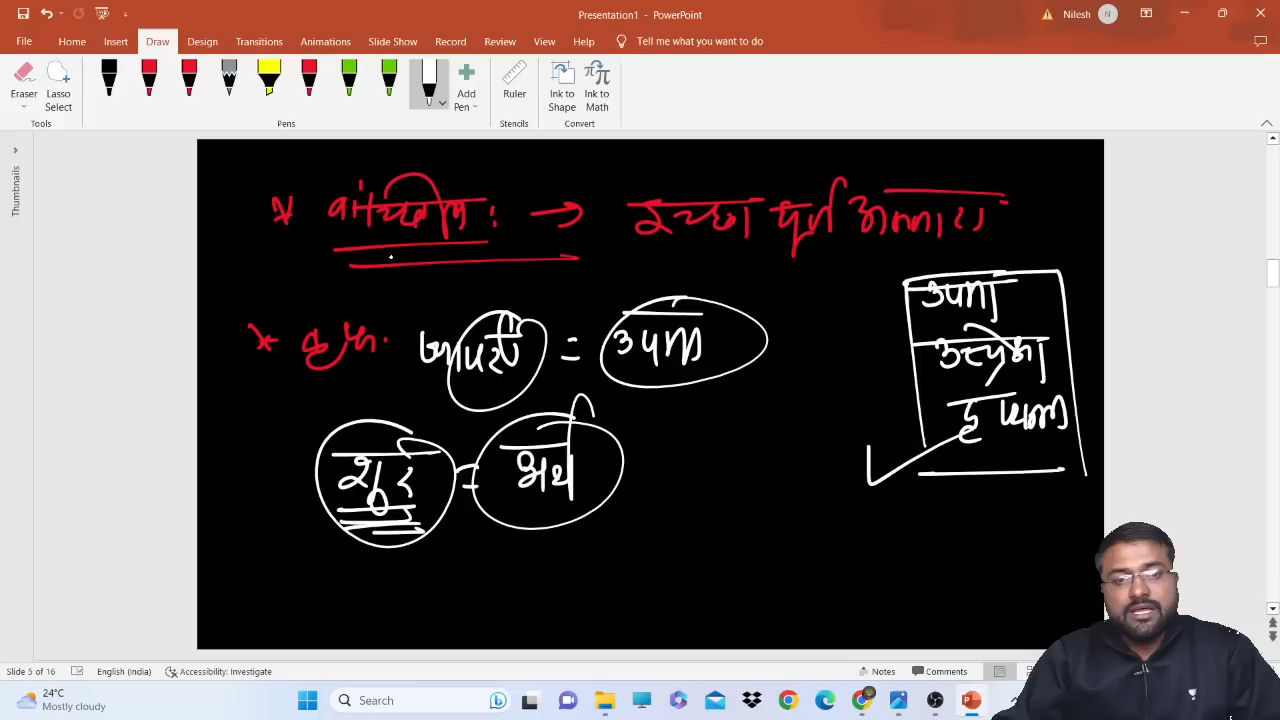 Presentation1 - PowerPoint
Nilesh N
File Home Insert Draw Design Transitions Animations Slide Show Record Review View Help Tell me what you want to do
Eraser Lasso Select Add Pen Ruler Ink to Shape Ink to Math
Tools Pens Stencils Convert
Thumbnails
* → इच्छा पूर्ण
* = उपमा
= अर्थ
उपमा
उत्प्रेक्षा
Slide 5 of 16 English (India) Accessibility: Investigate Notes Comments
24°C
Mostly cloudy
Search